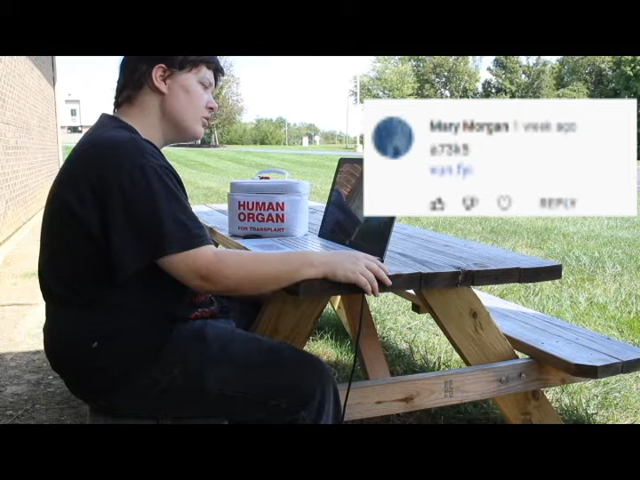 Mary Morgan 1 week ago
REPLY
HUMAN
ORGAN
FOR TRANSPLANT